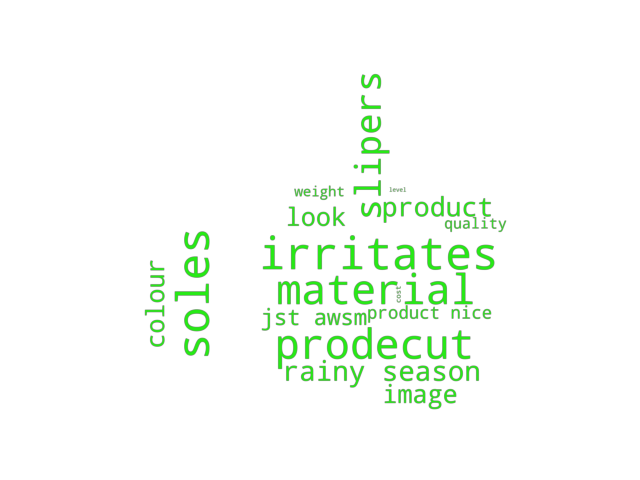 slipers
weight
level
look
product
quality
irritates
soles
colour
material
cost
jst awsm
product nice
prodecut
rainy season
image